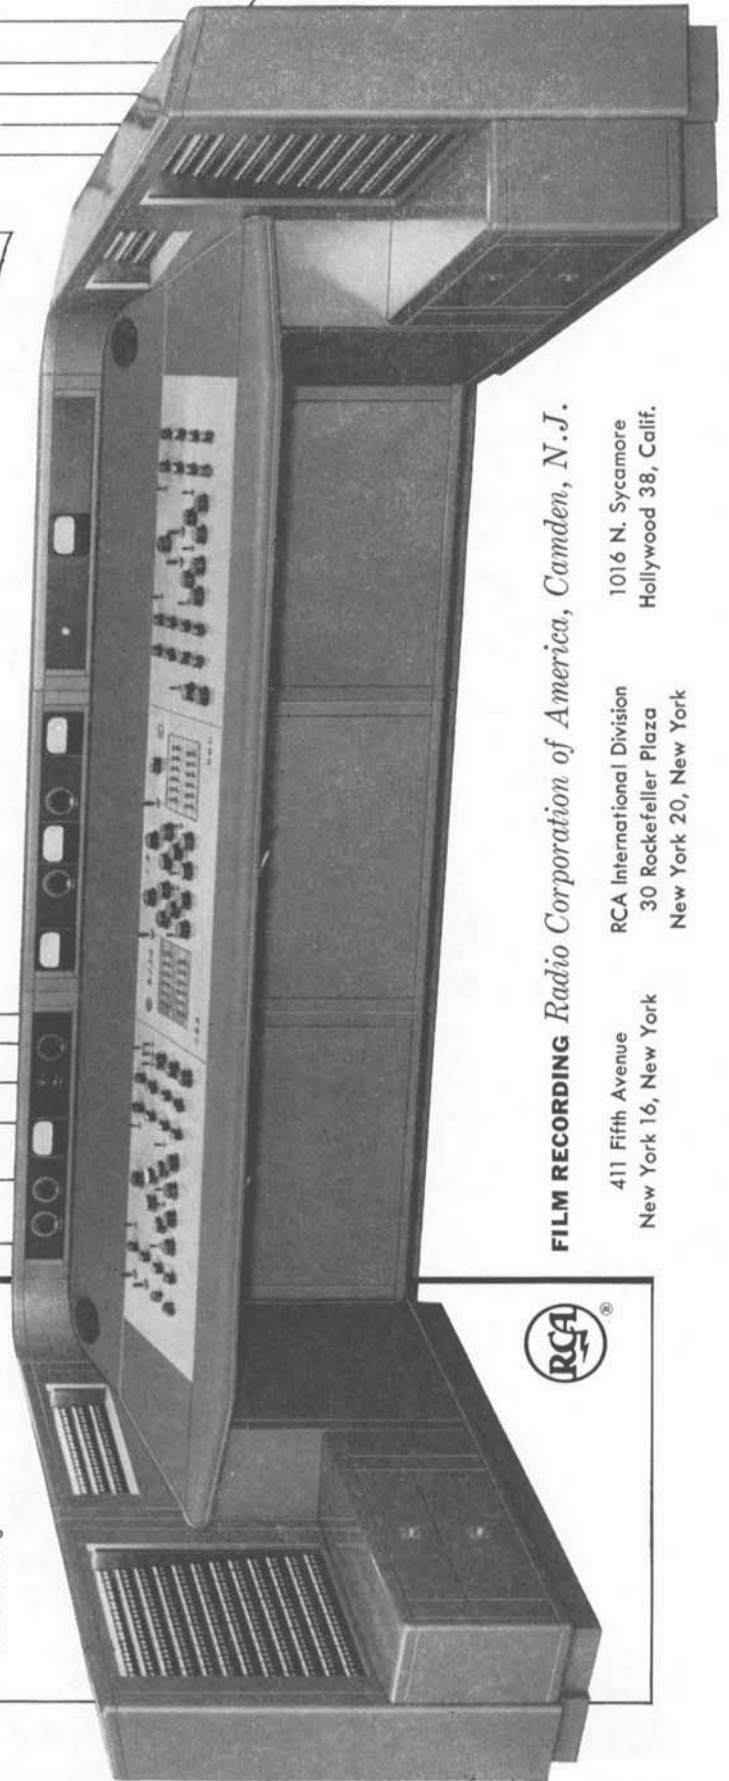 FILM RECORDING Radio Corporation of America, Camden, N.J.
411 Fifth Avenue
New York 16, New York
RCA International Division
30 Rockefeller Plaza
New York 20, New York
1016 N. Sycamore
Hollywood 38, Calif.
RCA
®